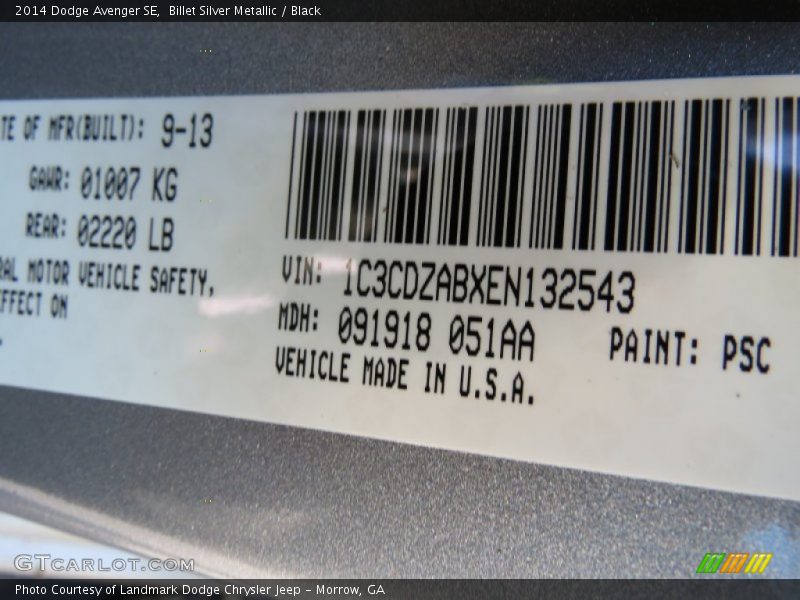 2014 Dodge Avenger SE,  Billet Silver Metallic / Black
TE OF MFR(BUILT): 9-13
GAWR: 01007 KG
REAR: 02220 LB
RAL MOTOR VEHICLE SAFETY,
FFECT ON
VIN: 1C3CDZABXEN132543
MDH: 091918 051AA PAINT: PSC
VEHICLE MADE IN U.S.A.
GTCARLOT.COM
Photo Courtesy of Landmark Dodge Chrysler Jeep – Morrow, GA